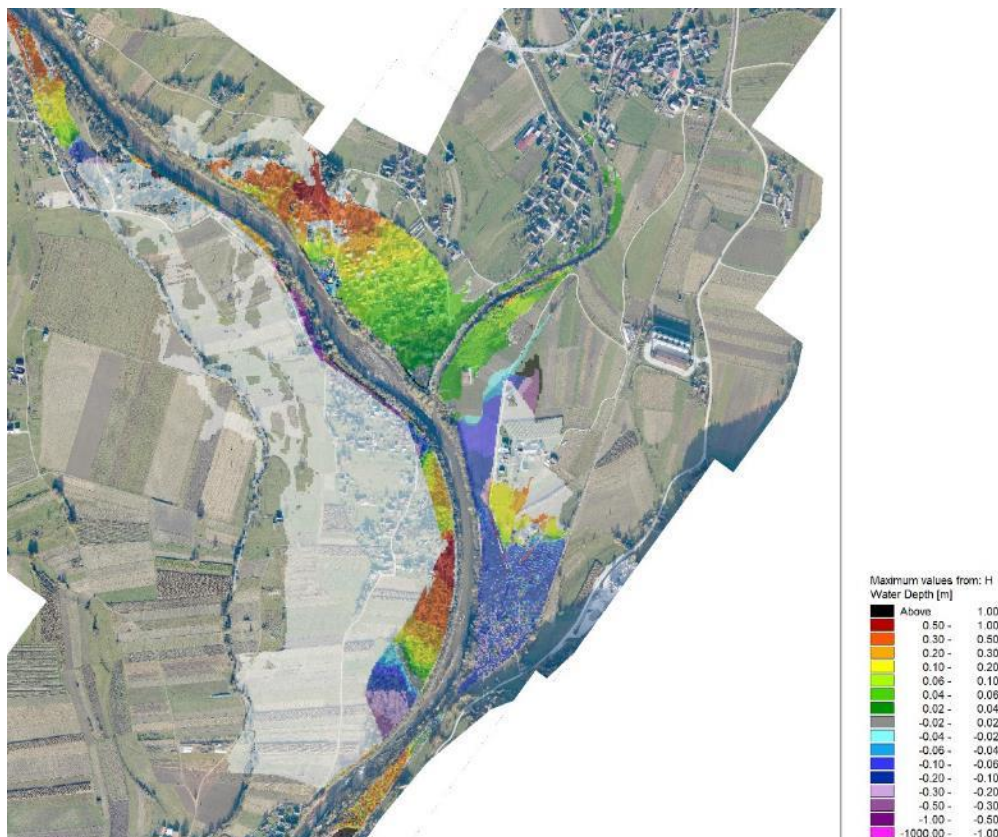 Maximum values from: H
Water Depth [m]
Above 1.00
0.50 - 1.00
0.30 - 0.50
0.20 - 0.30
0.10 - 0.20
0.06 - 0.10
0.04 - 0.06
0.02 - 0.04
-0.02 - 0.02
-0.04 - -0.02
-0.06 - -0.04
-0.10 - -0.06
-0.20 - -0.10
-0.30 - -0.20
-0.50 - -0.30
-1.00 - -0.50
-1000.00 - -1.00